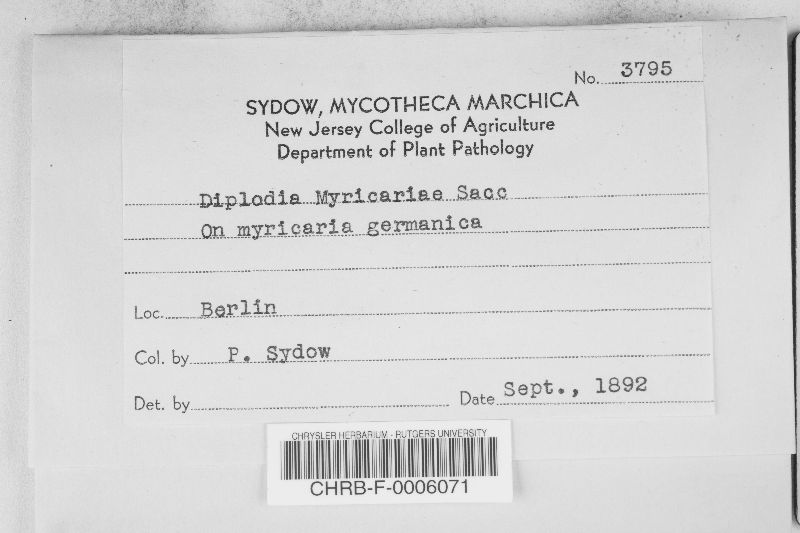 No. 3795
SYDOW, MYCOTHECA MARCHICA
New Jersey College of Agriculture
Department of Plant Pathology
Diplodia Myricariae Sacc
On myricaria germanica
Loc. Berlin
Col. by P. Sydow
Det. by Date Sept., 1892
CHRYSLER HERBARIUM - RUTGERS UNIVERSITY
CHRB-F-0006071